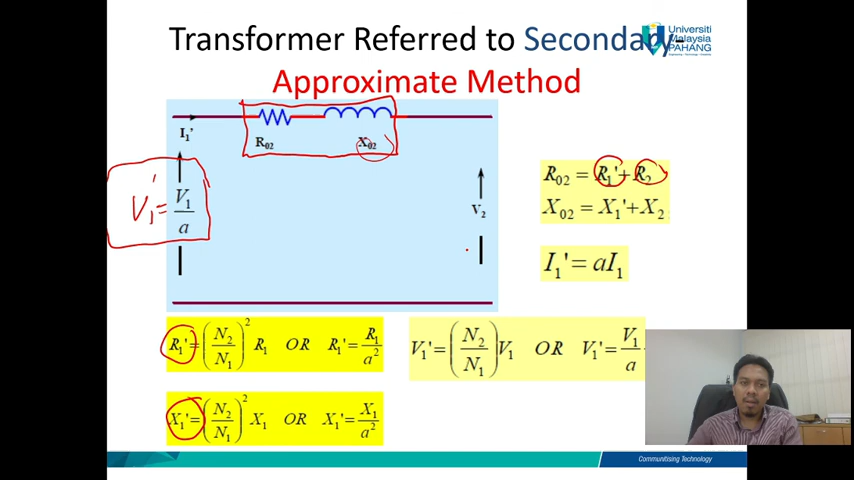 Transformer Referred to Secondary-
Universiti
Malaysia
PAHANG
Approximate Method
I₁'
R₀₂
X₀₂
V₁' = V₁/a
V₂
R₀₂ = R₁'+R₂
X₀₂ = X₁'+X₂
I₁'= aI₁
R₁'= (N₂/N₁)² R₁ OR R₁'= R₁/a²
V₁'= (N₂/N₁)V₁ OR V₁'= V₁/a
X₁'= (N₂/N₁)² X₁ OR X₁'= X₁/a²
Communitising Technology